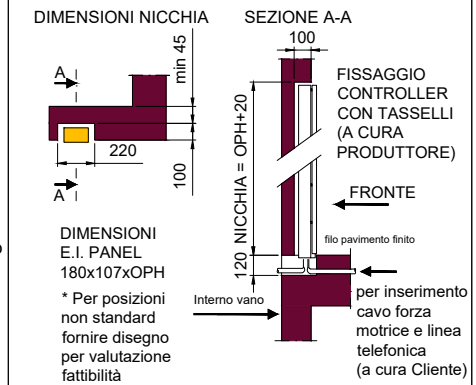 DIMENSIONI NICCHIA
A
min 45
220
100
A
DIMENSIONI
E.I. PANEL
180x107xOPH
* Per posizioni
non standard
fornire disegno
per valutazione
fattibilità
SEZIONE A-A
100
NICCHIA = OPH+20
120
FISSAGGIO
CONTROLLER
CON TASSELLI
(A CURA
PRODUTTORE)
FRONTE
filo pavimento finito
Interno vano
per inserimento
cavo forza
motrice e linea
telefonica
(a cura Cliente)